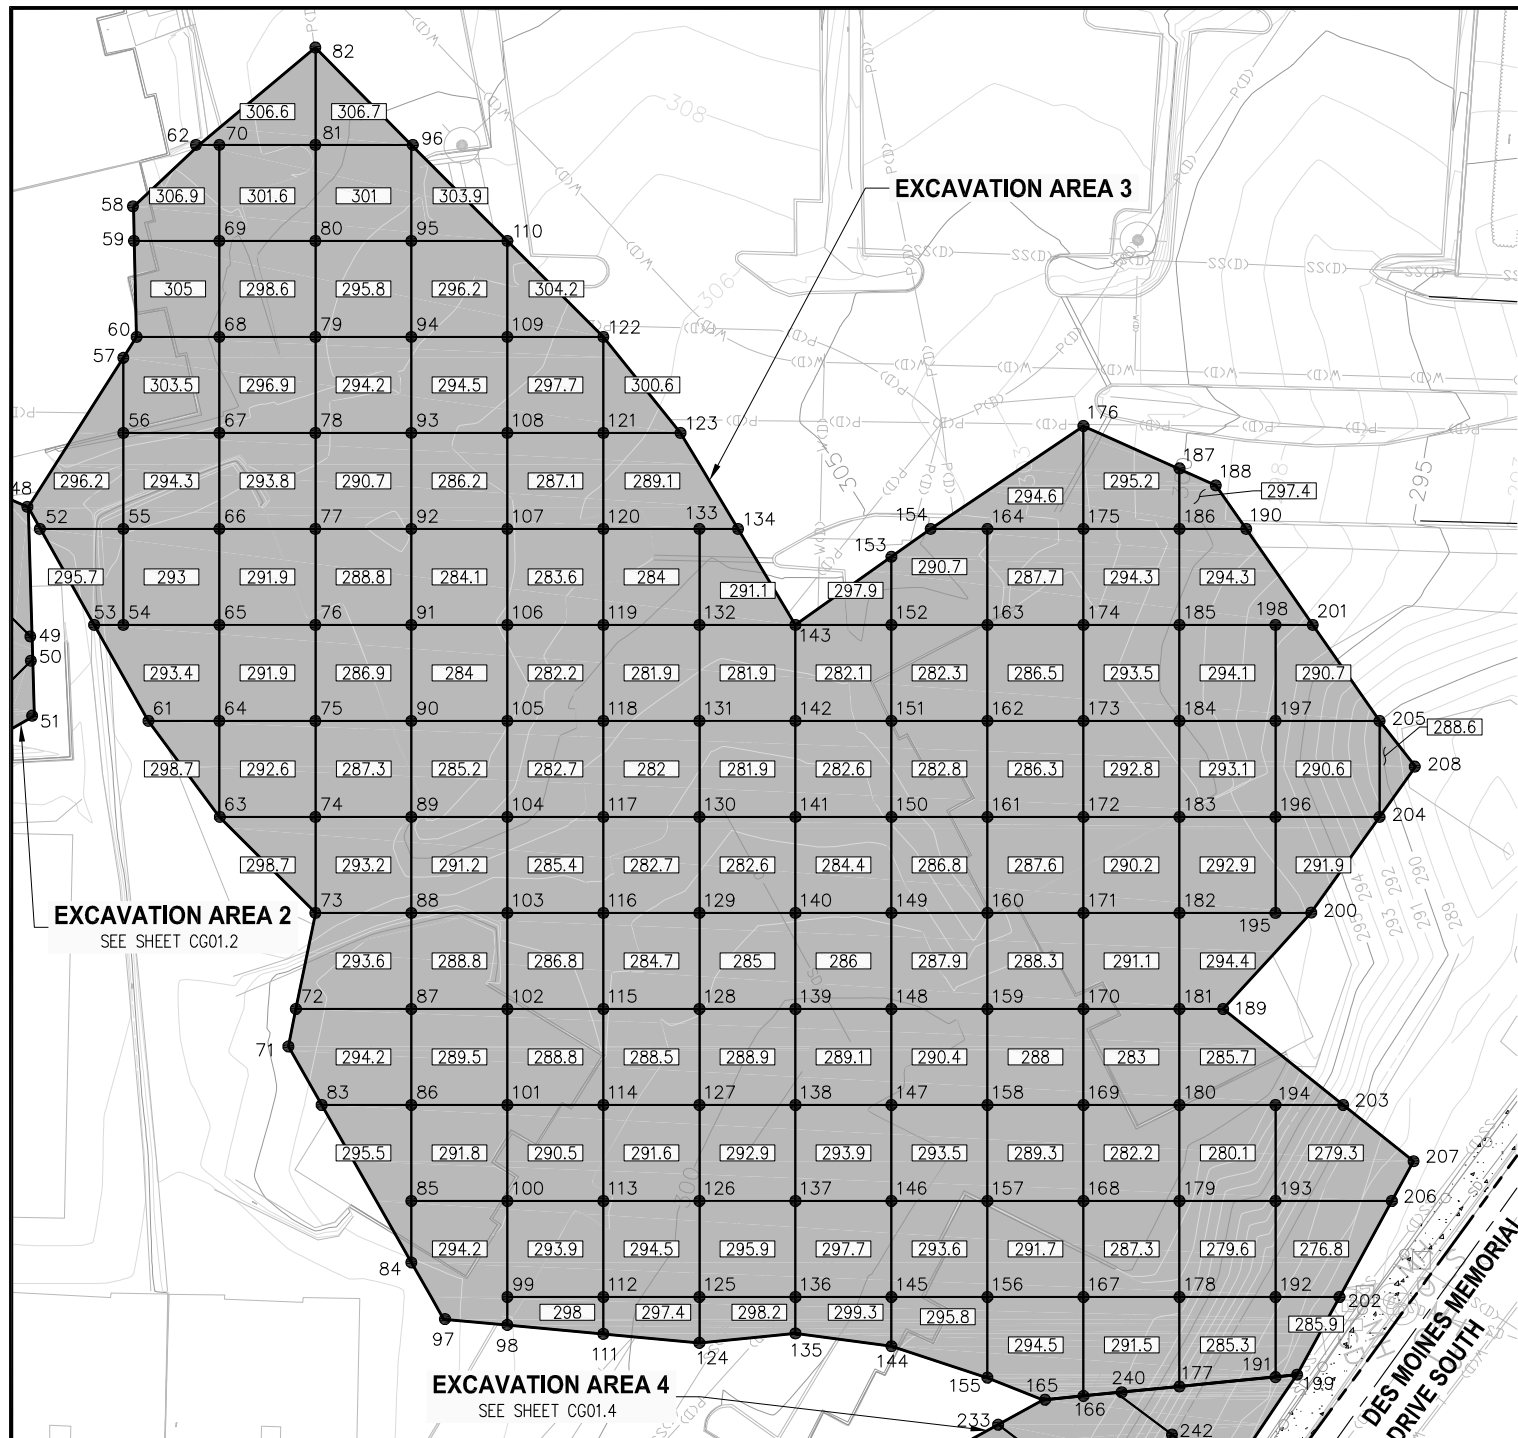 82
306.6 306.7
62 70 81 96
308
58 306.9 301.6 301 303.9
EXCAVATION AREA 3
59 69 80 95 110
305 298.6 295.8 296.2 304.2
306
60 68 79 94 109 122
57
303.5 296.9 294.2 294.5 297.7 300.6
56 67 78 93 108 121 123 176
305
187
295
48 296.2 294.3 293.8 290.7 286.2 287.1 289.1 294.6 295.2 188
297.4
52 55 66 77 92 107 120 133 134 154 164 175 186 190
153
295.7 293 291.9 288.8 284.1 283.6 284 291.1 297.9 290.7 287.7 294.3 294.3
53 54 65 76 91 106 119 132 143 152 163 174 185 198 201
49
50
293.4 291.9 286.9 284 282.2 281.9 281.9 282.1 282.3 286.5 293.5 294.1 290.7
51 61 64 75 90 105 118 131 142 151 162 173 184 197 205
288.6
298.7 292.6 287.3 285.2 282.7 282 281.9 282.6 282.8 286.3 292.8 293.1 290.6 208
63 74 89 104 117 130 141 150 161 172 183 196 204
298.7 293.2 291.2 285.4 282.7 282.6 284.4 286.8 287.6 290.2 292.9 291.9
295 294 293 292 291 290 289
EXCAVATION AREA 2
SEE SHEET CG01.2
73 88 103 116 129 140 149 160 171 182 195 200
293.6 288.8 286.8 284.7 285 286 287.9 288.3 291.1 294.4
72 87 102 115 128 139 148 159 170 181 189
71 294.2 289.5 288.8 288.5 288.9 289.1 290.4 288 283 285.7
83 86 101 114 127 138 147 158 169 180 194 203
300
295.5 291.8 290.5 291.6 292.9 293.9 293.5 289.3 282.2 280.1 279.3 207
85 100 113 126 137 146 157 168 179 193 206
84 294.2 293.9 294.5 295.9 297.7 293.6 291.7 287.3 279.6 276.8
99 112 125 136 145 156 167 178 192 202
298 297.4 298.2 299.3 295.8 285.9
97 98 111 124 135 144 294.5 291.5 285.3
155 165 166 240 177 191 199
EXCAVATION AREA 4
SEE SHEET CG01.4
233 242
DES MOINES MEMORIAL
DRIVE SOUTH